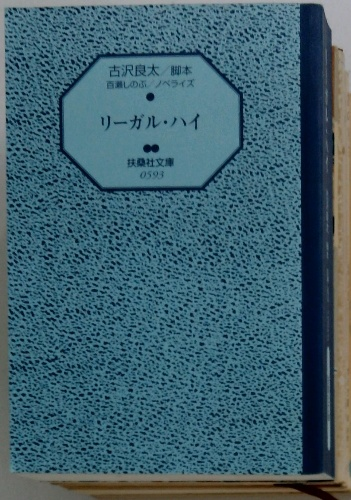 古沢良太／脚本
百瀬しのぶ／ノベライズ
リーガル・ハイ
扶桑社文庫
0593